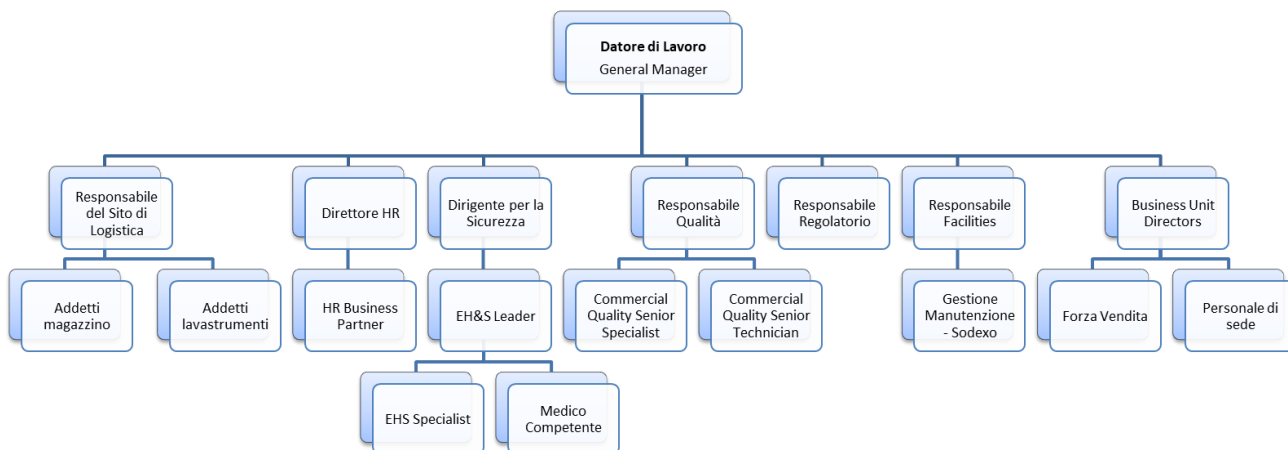 Datore di Lavoro
General Manager
Responsabile
del Sito di
Logistica
Direttore HR
Dirigente per la
Sicurezza
Responsabile
Qualità
Responsabile
Regolatorio
Responsabile
Facilities
Business Unit
Directors
Addetti
magazzino
Addetti
lavastrumenti
HR Business
Partner
EH&S Leader
Commercial
Quality Senior
Specialist
Commercial
Quality Senior
Technician
Gestione
Manutenzione
- Sodexo
Forza Vendita
Personale di
sede
EHS Specialist
Medico
Competente